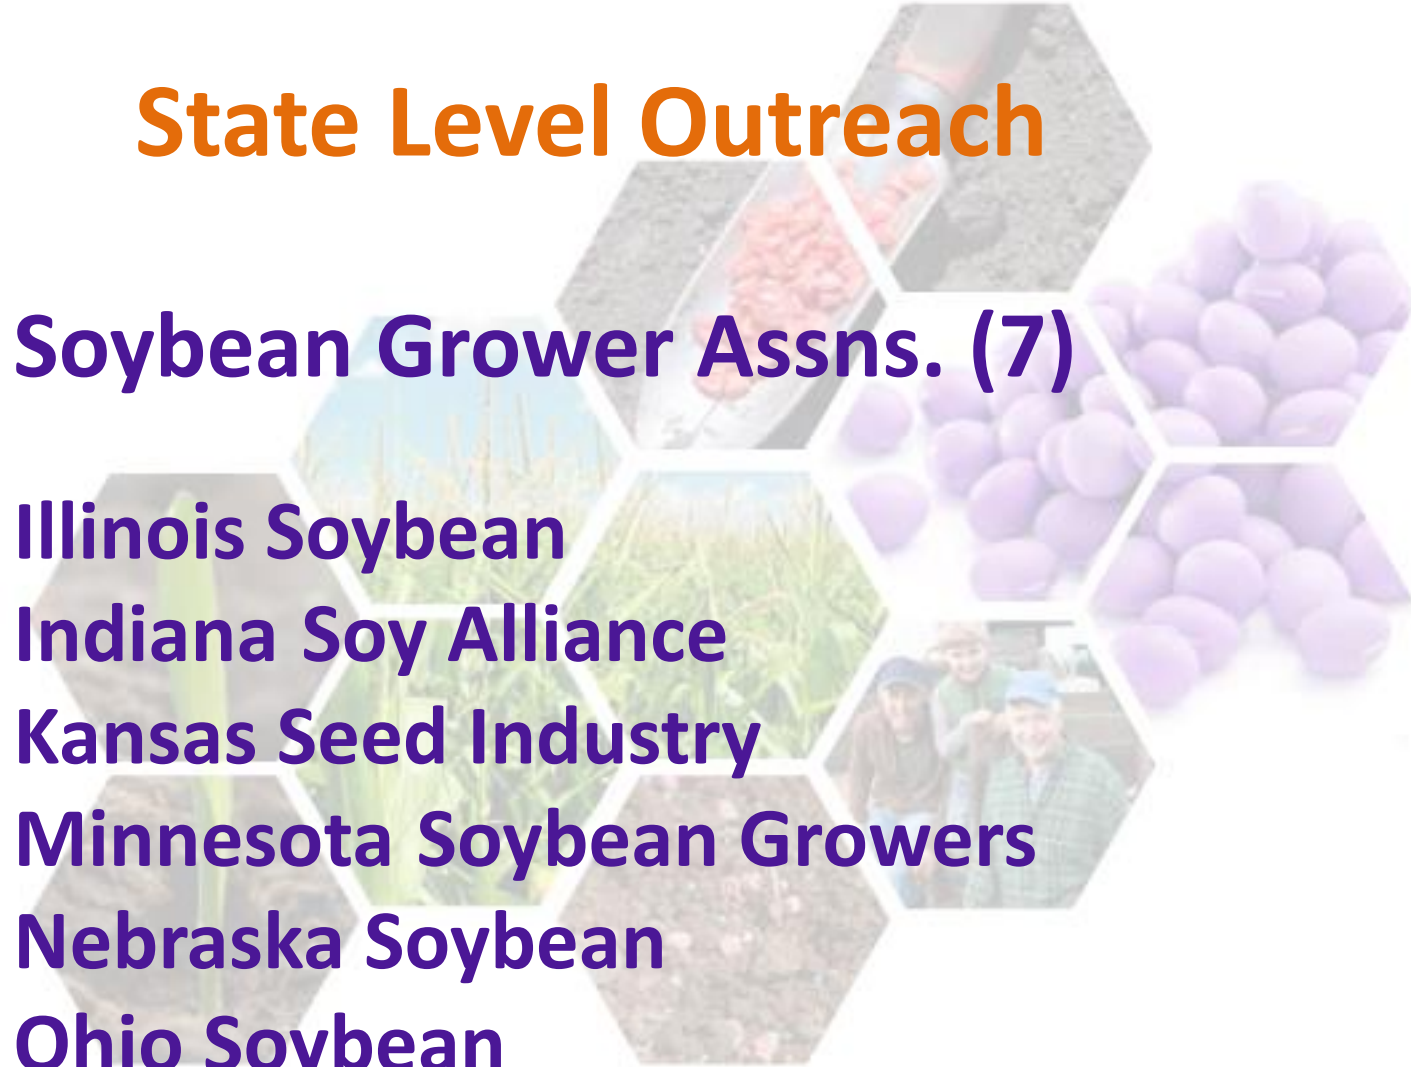 State Level Outreach
Soybean Grower Assns. (7)
Illinois Soybean
Indiana Soy Alliance
Kansas Seed Industry
Minnesota Soybean Growers
Nebraska Soybean
Ohio Soybean